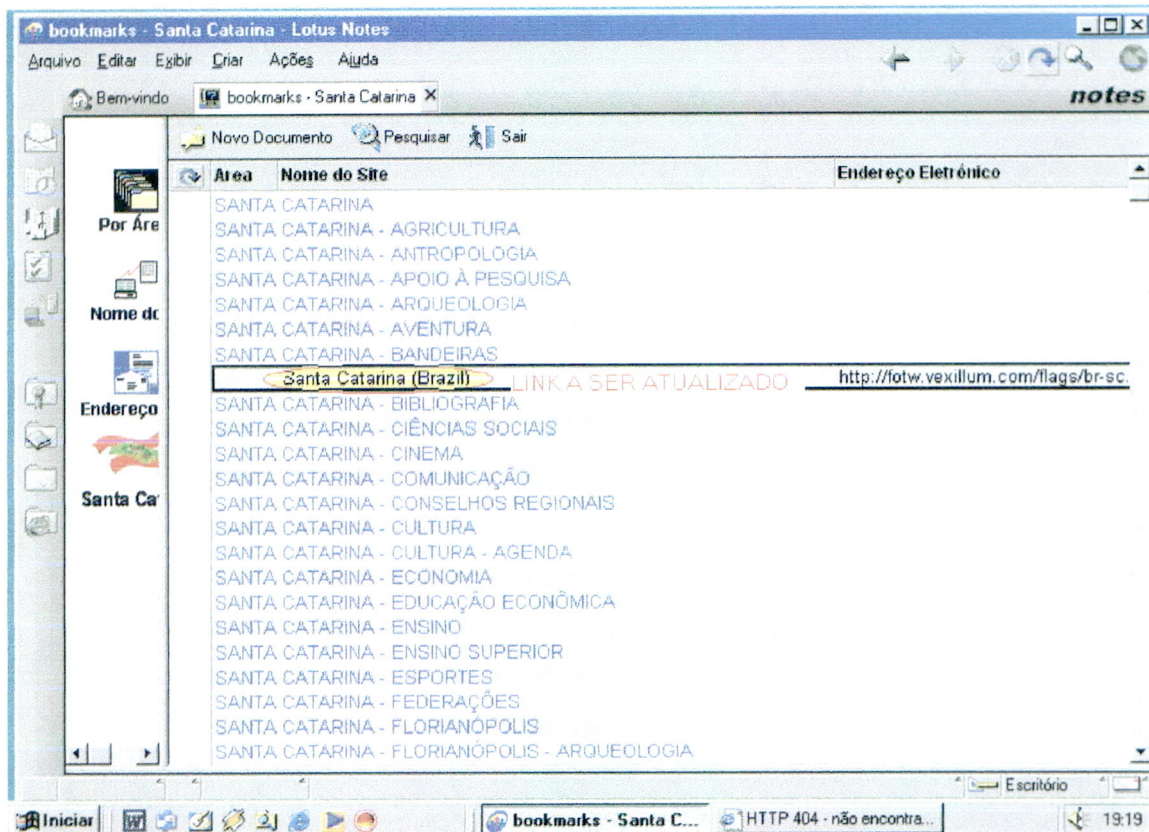 bookmarks - Santa Catarina - Lotus Notes
Arquivo Editar Exibir Criar Ações Ajuda
Bem-vindo bookmarks - Santa Catarina
notes
Novo Documento Pesquisar Sair
Área Nome do Site Endereço Eletrónico
Por Áre
Nome do
Endereço
Santa Ca
SANTA CATARINA
SANTA CATARINA - AGRICULTURA
SANTA CATARINA - ANTROPOLOGIA
SANTA CATARINA - APOIO À PESQUISA
SANTA CATARINA - ARQUEOLOGIA
SANTA CATARINA - AVENTURA
SANTA CATARINA - BANDEIRAS
Santa Catarina (Brazil) LINK A SER ATUALIZADO http://fotw.vexillum.com/flags/br-sc.
SANTA CATARINA - BIBLIOGRAFIA
SANTA CATARINA - CIÊNCIAS SOCIAIS
SANTA CATARINA - CINEMA
SANTA CATARINA - COMUNICAÇÃO
SANTA CATARINA - CONSELHOS REGIONAIS
SANTA CATARINA - CULTURA
SANTA CATARINA - CULTURA - AGENDA
SANTA CATARINA - ECONOMIA
SANTA CATARINA - EDUCAÇÃO ECONÔMICA
SANTA CATARINA - ENSINO
SANTA CATARINA - ENSINO SUPERIOR
SANTA CATARINA - ESPORTES
SANTA CATARINA - FEDERAÇÕES
SANTA CATARINA - FLORIANÓPOLIS
SANTA CATARINA - FLORIANÓPOLIS - ARQUEOLOGIA
Escritório
Iniciar bookmarks - Santa C... HTTP 404 - não encontra... 19:19